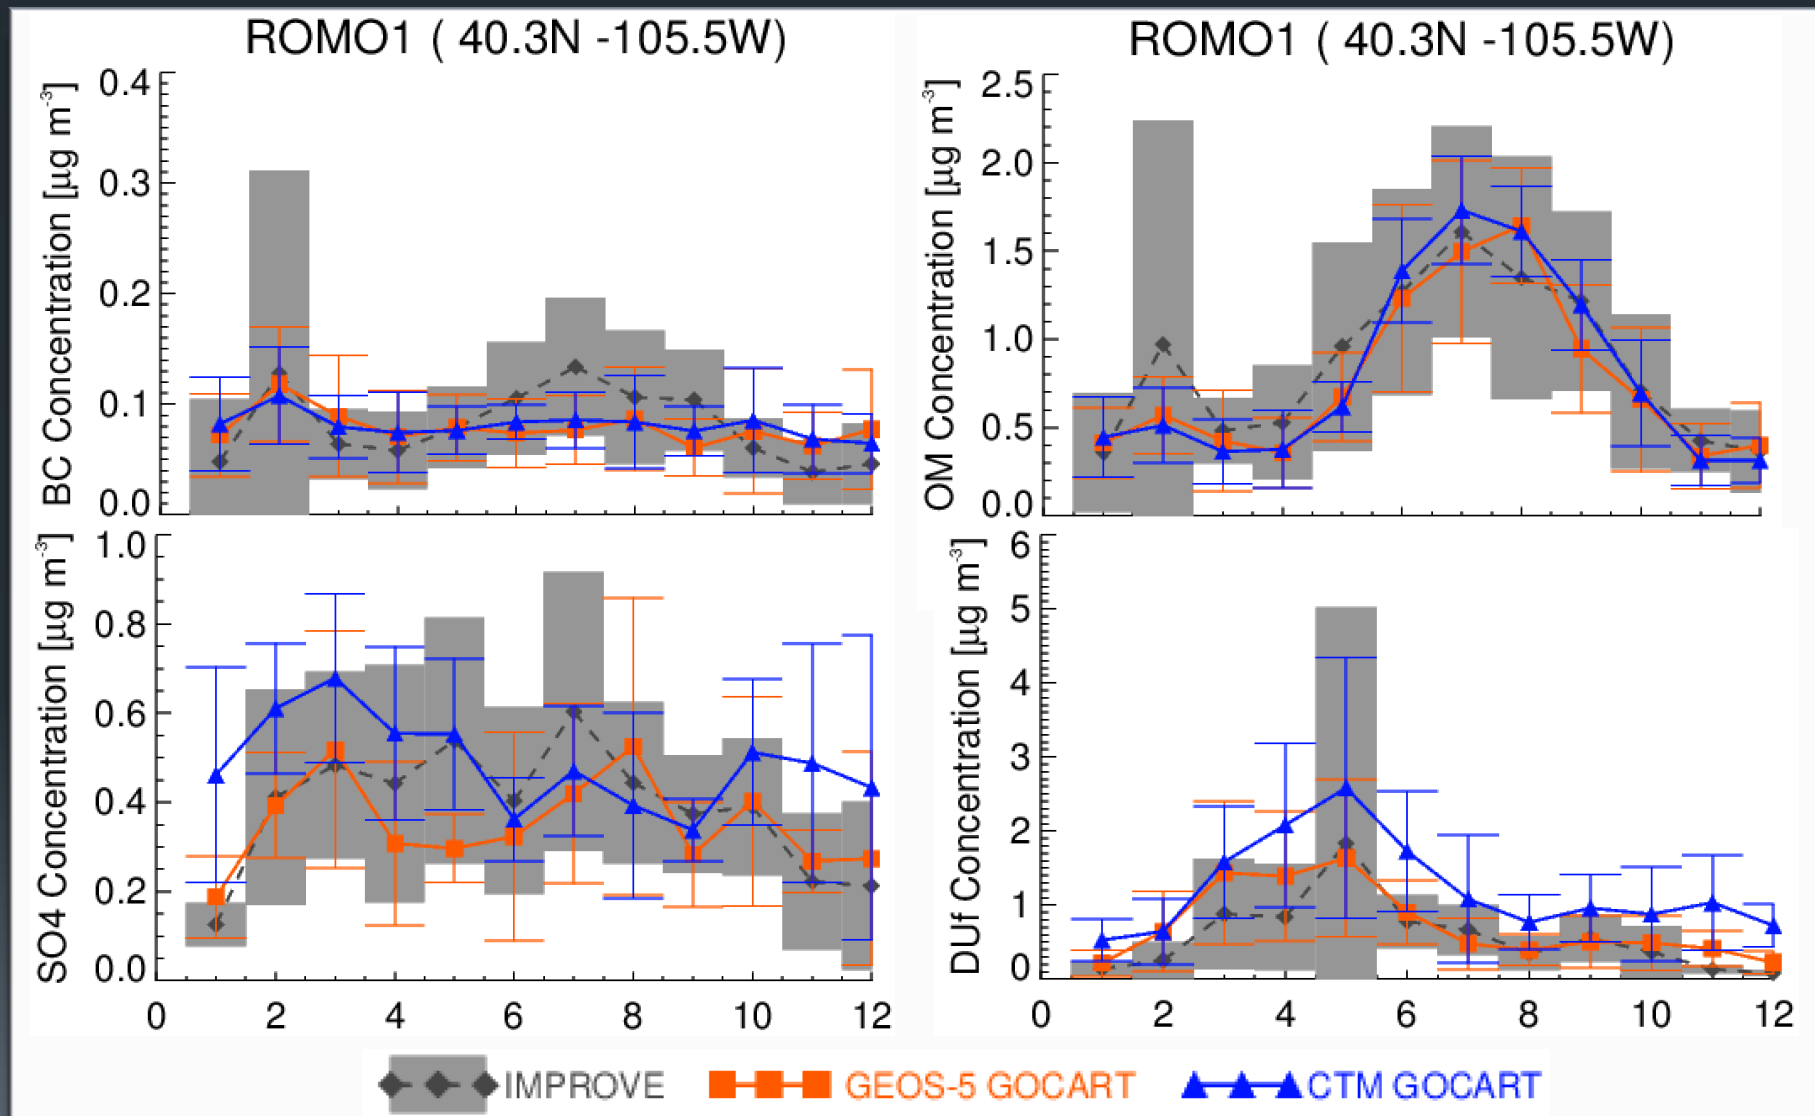 ROMO1 ( 40.3N -105.5W)
BC Concentration [μg m-3]
0.4
0.3
0.2
0.1
0.0
ROMO1 ( 40.3N -105.5W)
OM Concentration [μg m-3]
2.5
2.0
1.5
1.0
0.5
0.0
SO4 Concentration [μg m-3]
1.0
0.8
0.6
0.4
0.2
0.0
0 2 4 6 8 10 12
DUf Concentration [μg m-3]
6
5
4
3
2
1
0
0 2 4 6 8 10 12
IMPROVE GEOS-5 GOCART CTM GOCART